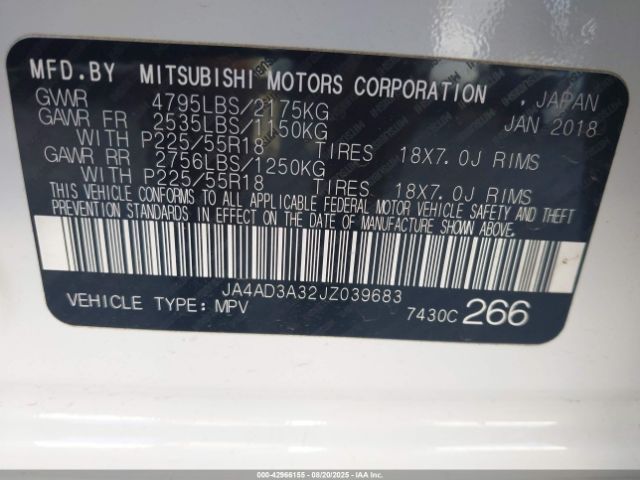 MFD.BY MITSUBISHI MOTORS CORPORATION , JAPAN
GVWR 4795LBS/2175KG JAN 2018
GAWR FR 2535LBS/1150KG
WITH P225/55R18 TIRES 18X7.0J RIMS
GAWR RR 2756LBS/1250KG
WITH P225/55R18 TIRES 18X7.0J RIMS
THIS VEHICLE CONFORMS TO ALL APPLICABLE FEDERAL MOTOR VEHICLE SAFETY AND THEFT
PREVENTION STANDARDS IN EFFECT ON THE DATE OF MANUFACTURE SHOWN ABOVE.
JA4AD3A32JZ039683
VEHICLE TYPE: MPV 7430C 266
000-42966155 - 08/20/2025 - IAAI.COM